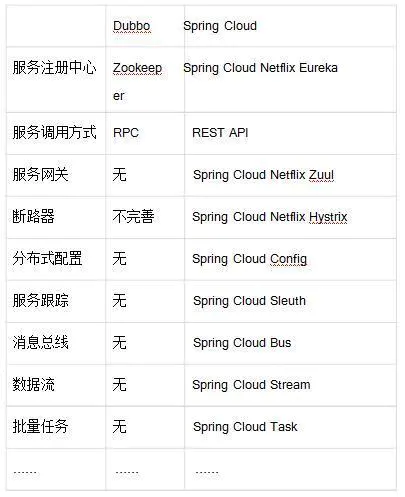 Dubbo Spring Cloud
服务注册中心 Zookeep Spring Cloud Netflix Eureka
er
服务调用方式 RPC REST API
服务网关 无 Spring Cloud Netflix Zuul
断路器 不完善 Spring Cloud Netflix Hystrix
分布式配置 无 Spring Cloud Config
服务跟踪 无 Spring Cloud Sleuth
消息总线 无 Spring Cloud Bus
数据流 无 Spring Cloud Stream
批量任务 无 Spring Cloud Task
...... ...... ......